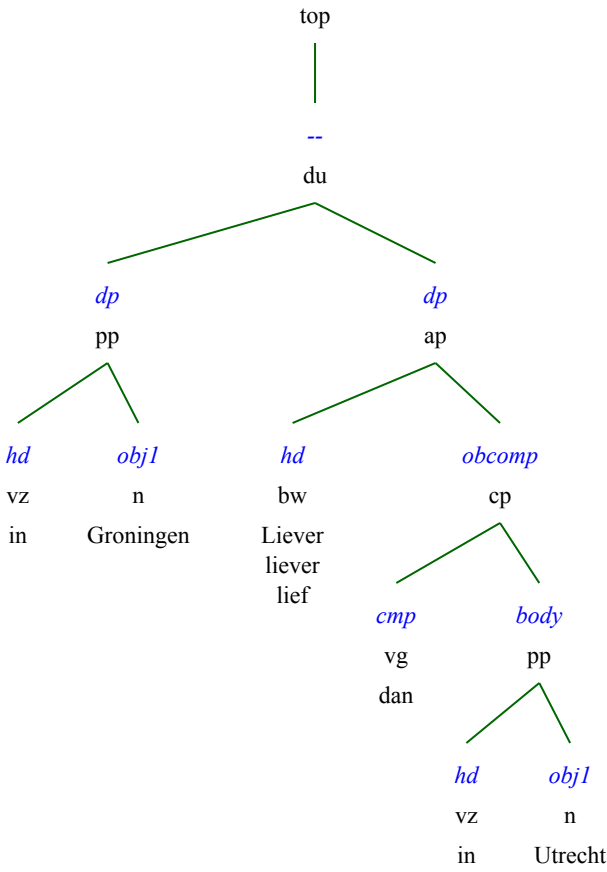 top
--
du
dp dp
pp ap
hd obj1 hd obcomp
vz n bw cp
in Groningen Liever
liever
lief
cmp body
vg pp
dan
hd obj1
vz n
in Utrecht